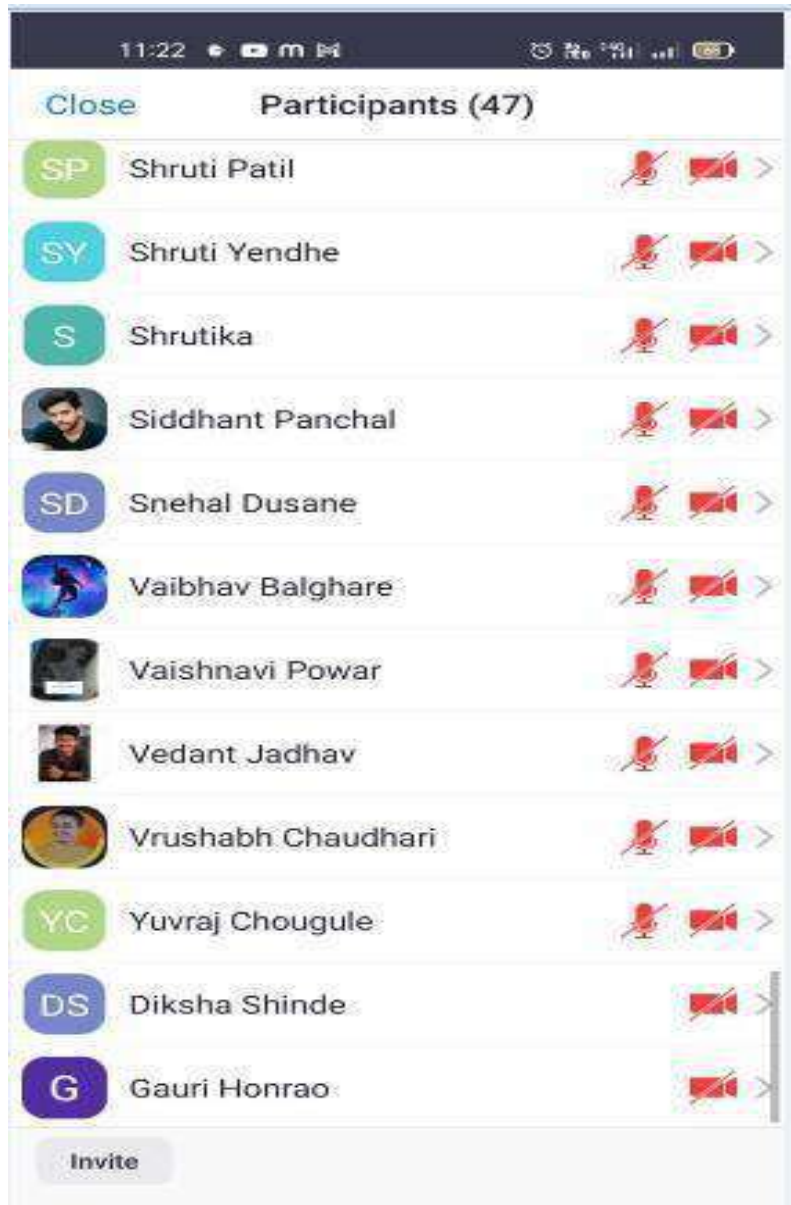 11:22
Close Participants (47)
SP Shruti Patil
SY Shruti Yendhe
S Shrutika
Siddhant Panchal
SD Snehal Dusane
Vaibhav Balghare
Vaishnavi Powar
Vedant Jadhav
Vrushabh Chaudhari
YC Yuvraj Chougule
DS Diksha Shinde
G Gauri Honrao
Invite